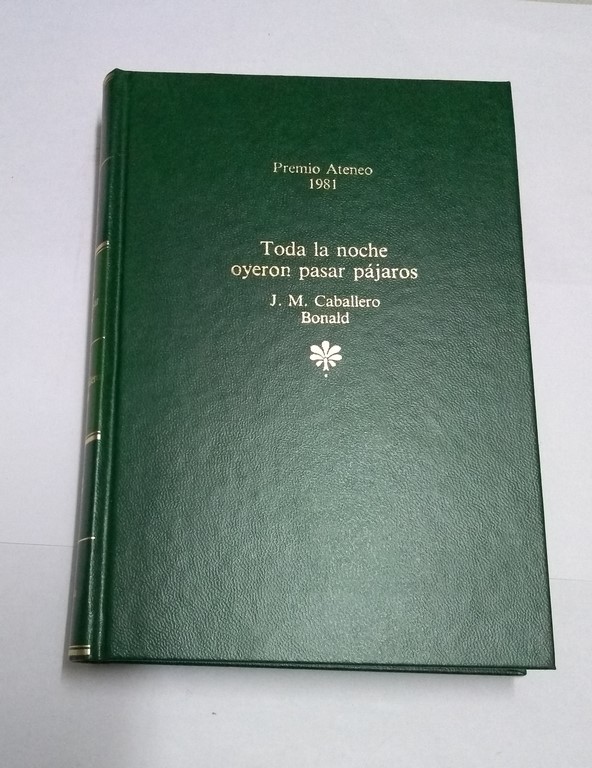 Premio Ateneo
1981
Toda la noche
oyeron pasar pájaros
J. M. Caballero
Bonald